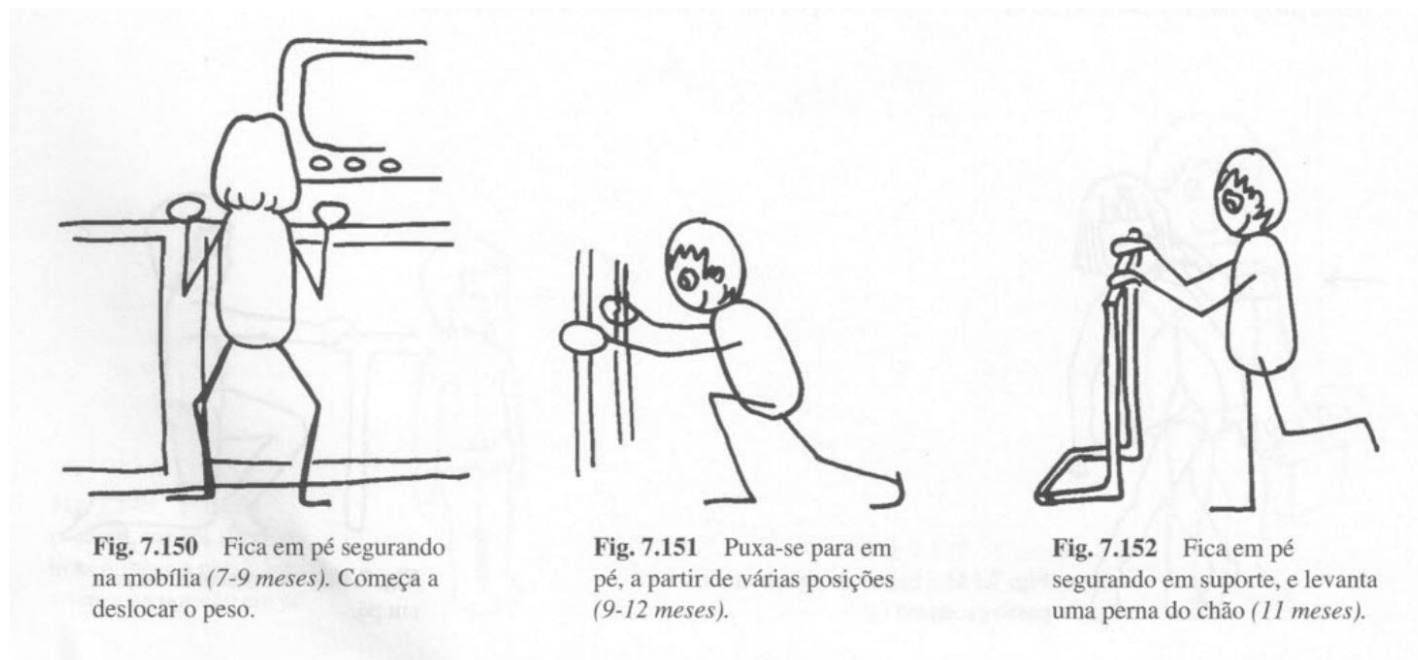 Fig. 7.150 Fica em pé segurando
na mobília (7-9 meses). Começa a
deslocar o peso.
Fig. 7.151 Puxa-se para em
pé, a partir de várias posições
(9-12 meses).
Fig. 7.152 Fica em pé
segurando em suporte, e levanta
uma perna do chão (11 meses).